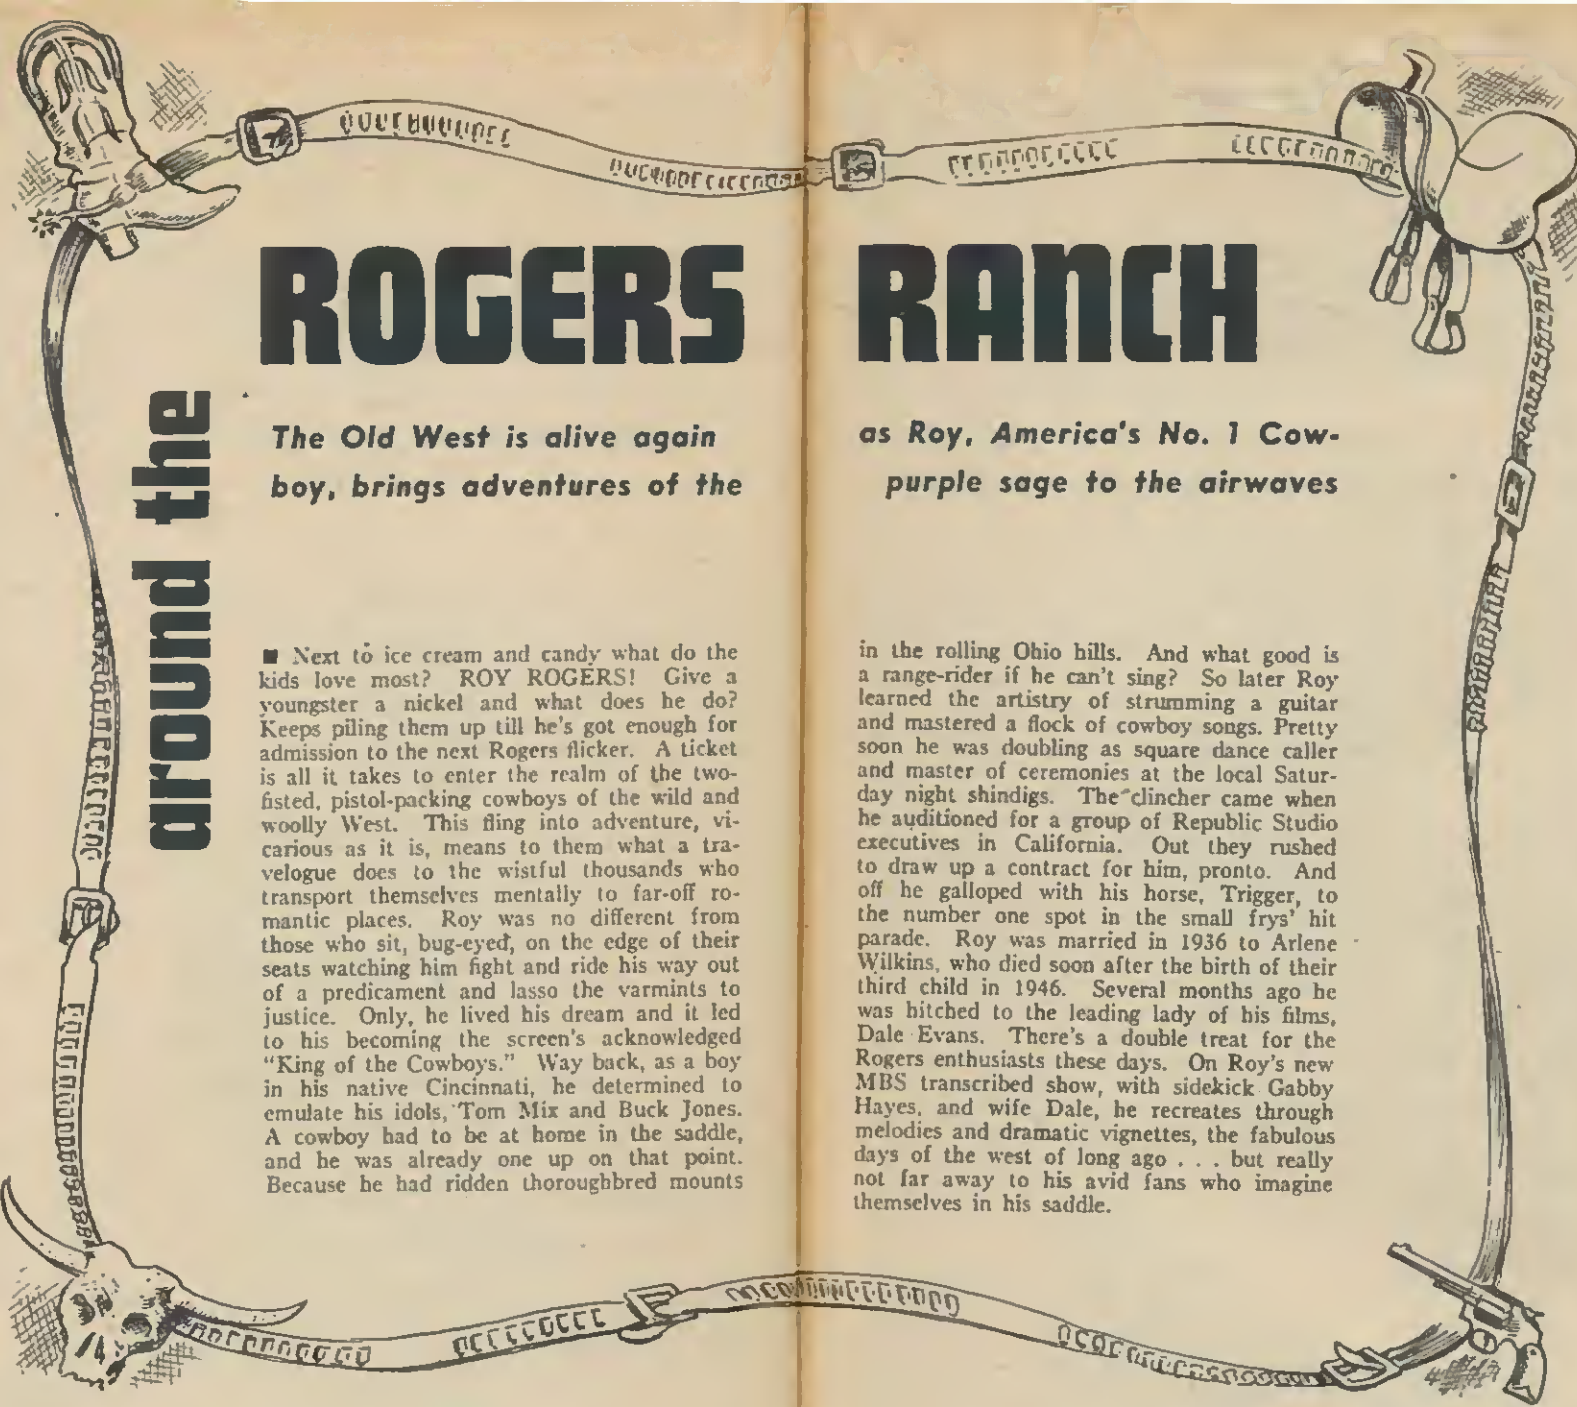 around the
ROGERS RANCH
The Old West is alive again as Roy, America's No. 1 Cow-
boy, brings adventures of the purple sage to the airwaves
■ Next to ice cream and candy what do the
kids love most? ROY ROGERS! Give a
youngster a nickel and what does he do?
Keeps piling them up till he's got enough for
admission to the next Rogers flicker. A ticket
is all it takes to enter the realm of the two-
fisted, pistol-packing cowboys of the wild and
woolly West. This fling into adventure, vi-
carious as it is, means to them what a tra-
velogue does to the wistful thousands who
transport themselves mentally to far-off ro-
mantic places. Roy was no different from
those who sit, bug-eyed, on the edge of their
seats watching him fight and ride his way out
of a predicament and lasso the varmints to
justice. Only, he lived his dream and it led
to his becoming the screen's acknowledged
"King of the Cowboys." Way back, as a boy
in his native Cincinnati, he determined to
emulate his idols, Tom Mix and Buck Jones.
A cowboy had to be at home in the saddle,
and he was already one up on that point.
Because he had ridden thoroughbred mounts
in the rolling Ohio hills. And what good is
a range-rider if he can't sing? So later Roy
learned the artistry of strumming a guitar
and mastered a flock of cowboy songs. Pretty
soon he was doubling as square dance caller
and master of ceremonies at the local Satur-
day night shindigs. The clincher came when
he auditioned for a group of Republic Studio
executives in California. Out they rushed
to draw up a contract for him, pronto. And
off he galloped with his horse, Trigger, to
the number one spot in the small frys' hit
parade. Roy was married in 1936 to Arlene
Wilkins, who died soon after the birth of their
third child in 1946. Several months ago he
was hitched to the leading lady of his films,
Dale Evans. There's a double treat for the
Rogers enthusiasts these days. On Roy's new
MBS transcribed show, with sidekick Gabby
Hayes, and wife Dale, he recreates through
melodies and dramatic vignettes, the fabulous
days of the west of long ago . . . but really
not far away to his avid fans who imagine
themselves in his saddle.